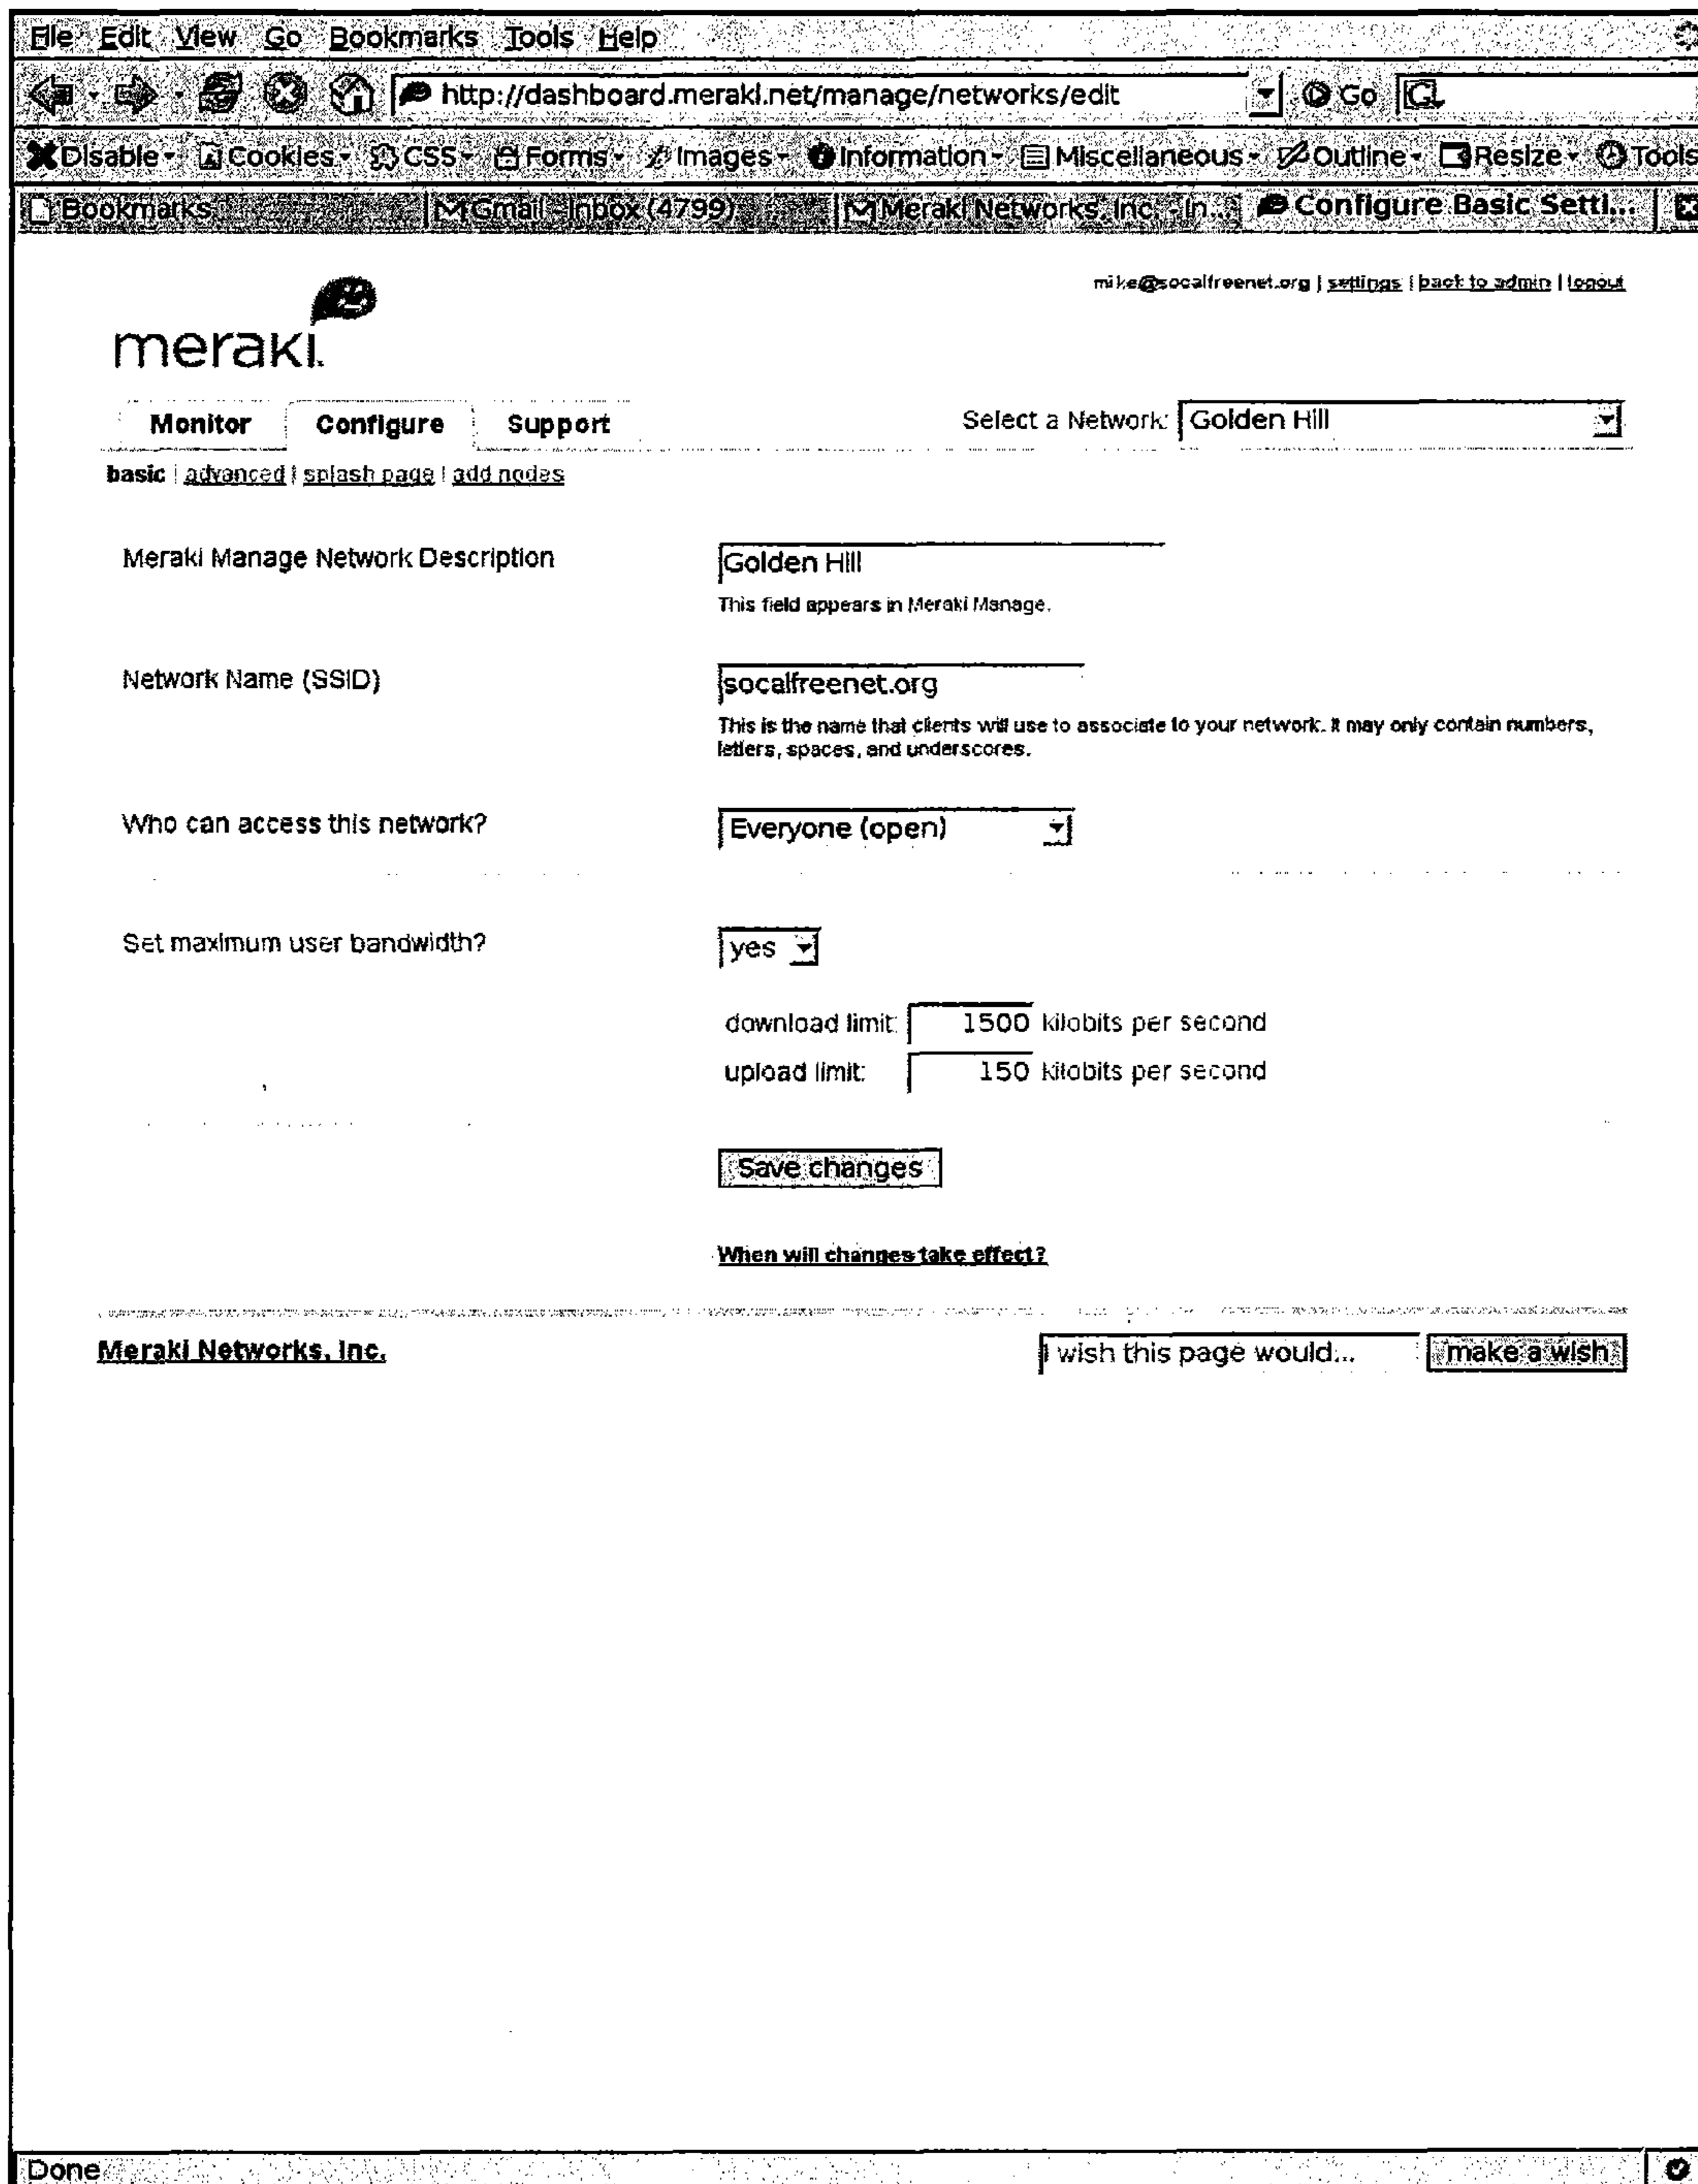 File Edit View Go Bookmarks Tools Help
http://dashboard.meraki.net/manage/networks/edit Go
Disable Cookies CSS Forms Images Information Miscellaneous Outline Resize Tools
Bookmarks Gmail - Inbox (4799) Meraki Networks, Inc. - In... Configure Basic Setti...
mike@socalfreenet.org | settings | back to admin | logout
meraki.
Monitor Configure Support Select a Network: Golden Hill
basic | advanced | splash page | add nodes
Meraki Manage Network Description Golden Hill
This field appears in Meraki Manage.
Network Name (SSID) socalfreenet.org
This is the name that clients will use to associate to your network. It may only contain numbers,
letters, spaces, and underscores.
Who can access this network? Everyone (open)
Set maximum user bandwidth? yes
download limit: 1500 kilobits per second
upload limit: 150 kilobits per second
Save changes
When will changes take effect?
Meraki Networks, Inc. I wish this page would... make a wish
Done